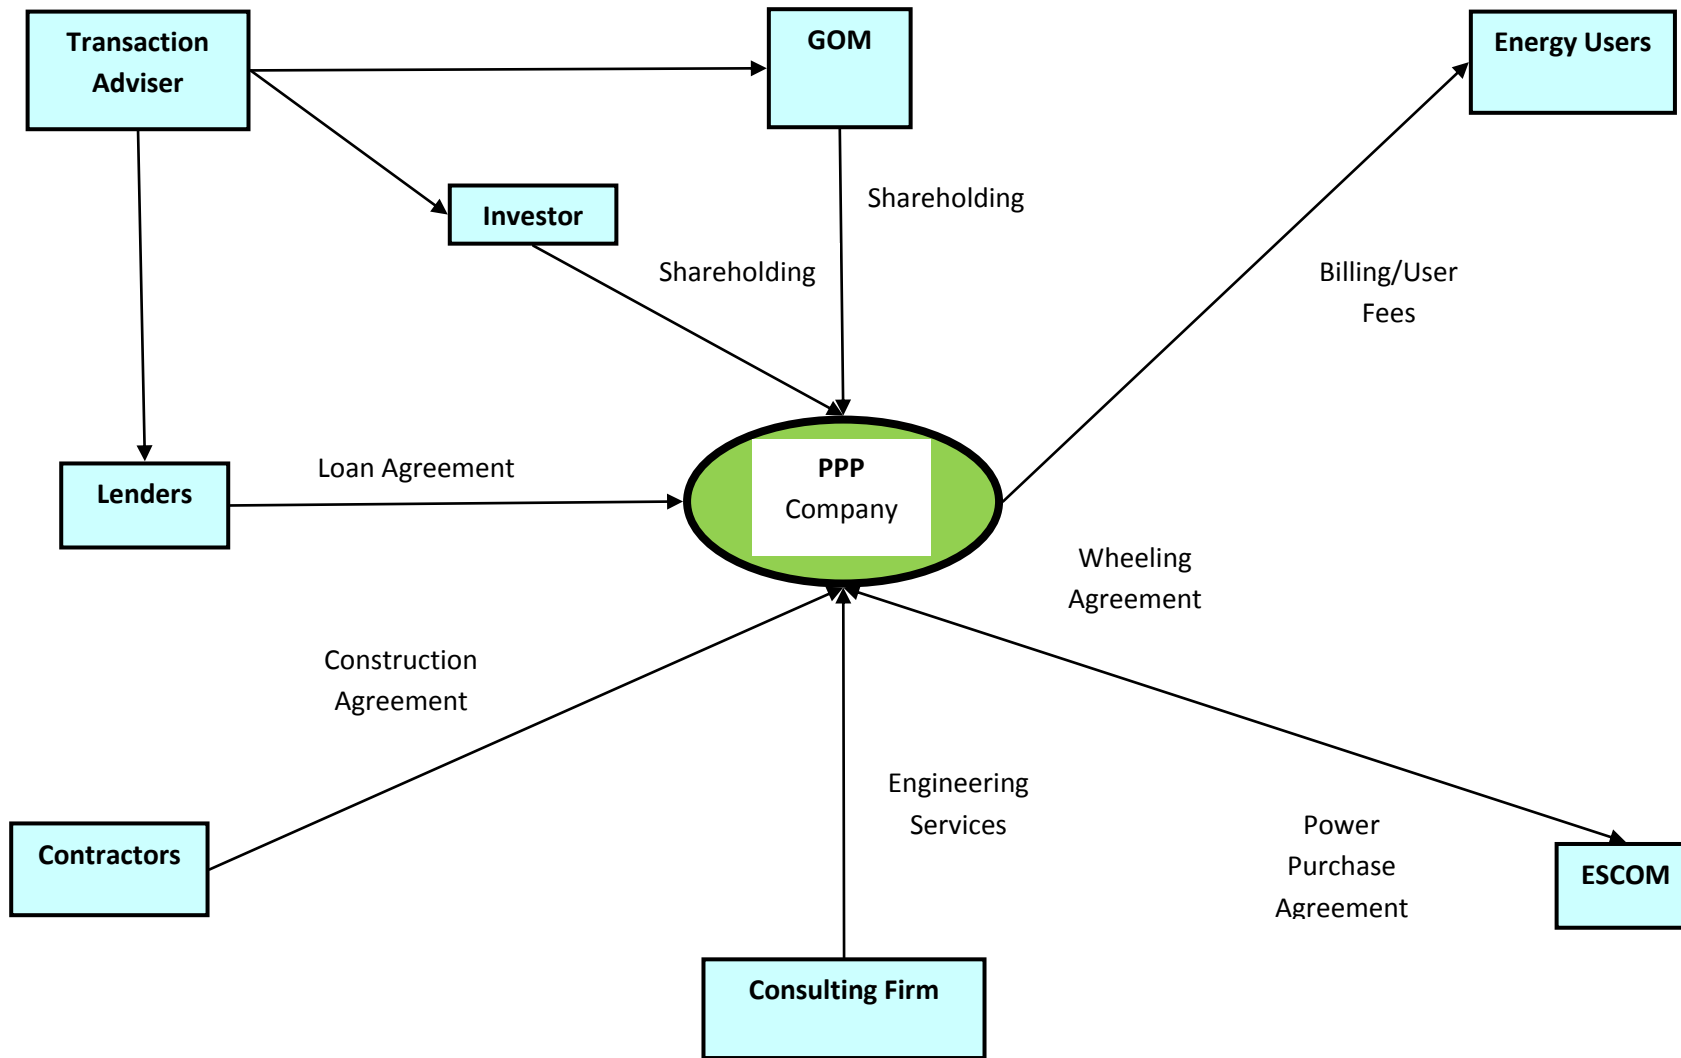 Transaction
Adviser
GOM
Energy Users
Shareholding
Investor
Shareholding
Billing/User
Fees
Loan Agreement
Lenders
PPP
Company
Wheeling
Agreement
Construction
Agreement
Engineering
Services
Contractors
Power
Purchase
Agreement
ESCOM
Consulting Firm